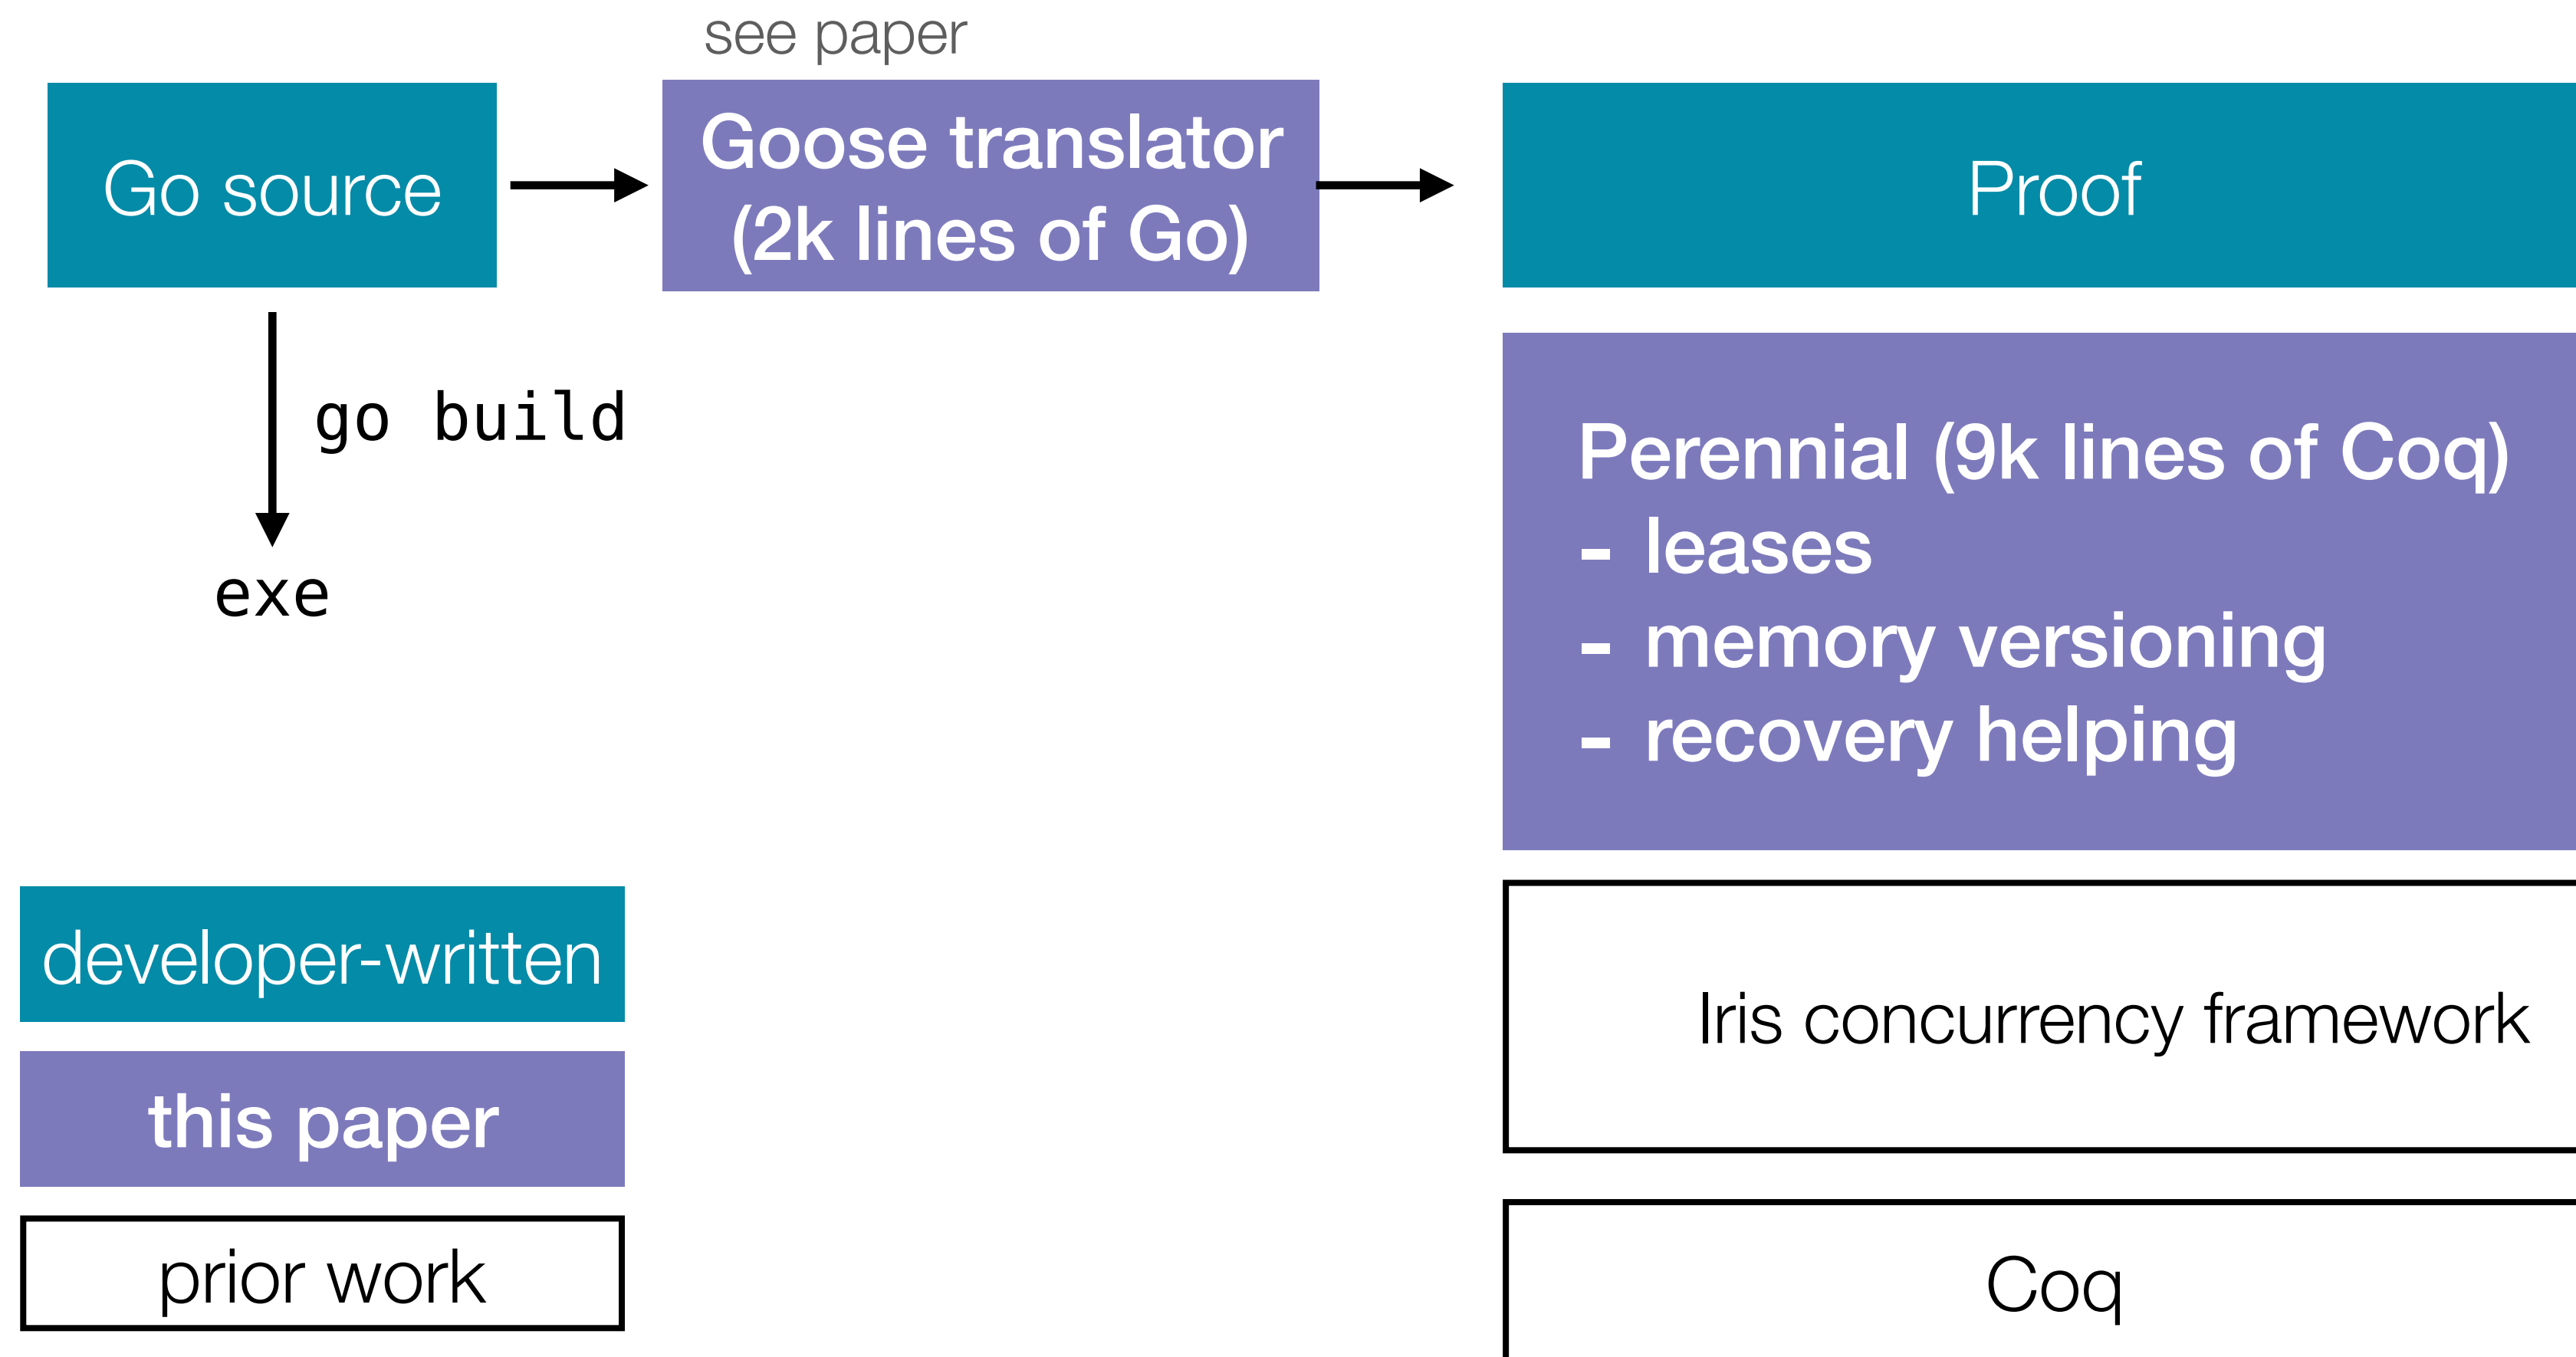 see paper
Go source
Goose translator
(2k lines of Go)
Proof
go build
exe
Perennial (9k lines of Coq)
- leases
- memory versioning
- recovery helping
developer-written
this paper
prior work
Iris concurrency framework
Coq